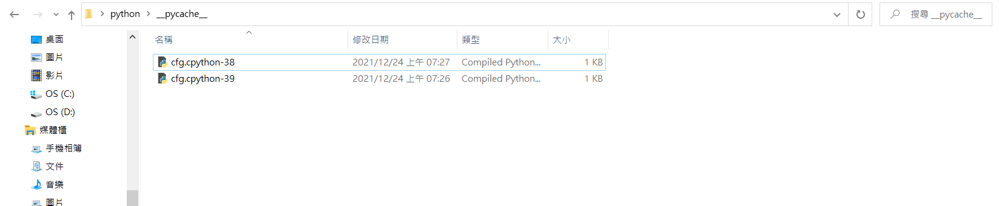 python > __pycache__
搜尋 __pycache__
桌面
圖片
影片
OS (C:)
OS (D:)
媒體櫃
手機相簿
文件
音樂
圖片
名稱 修改日期 類型 大小
cfg.cpython-38 2021/12/24 上午 07:27 Compiled Python... 1 KB
cfg.cpython-39 2021/12/24 上午 07:26 Compiled Python... 1 KB